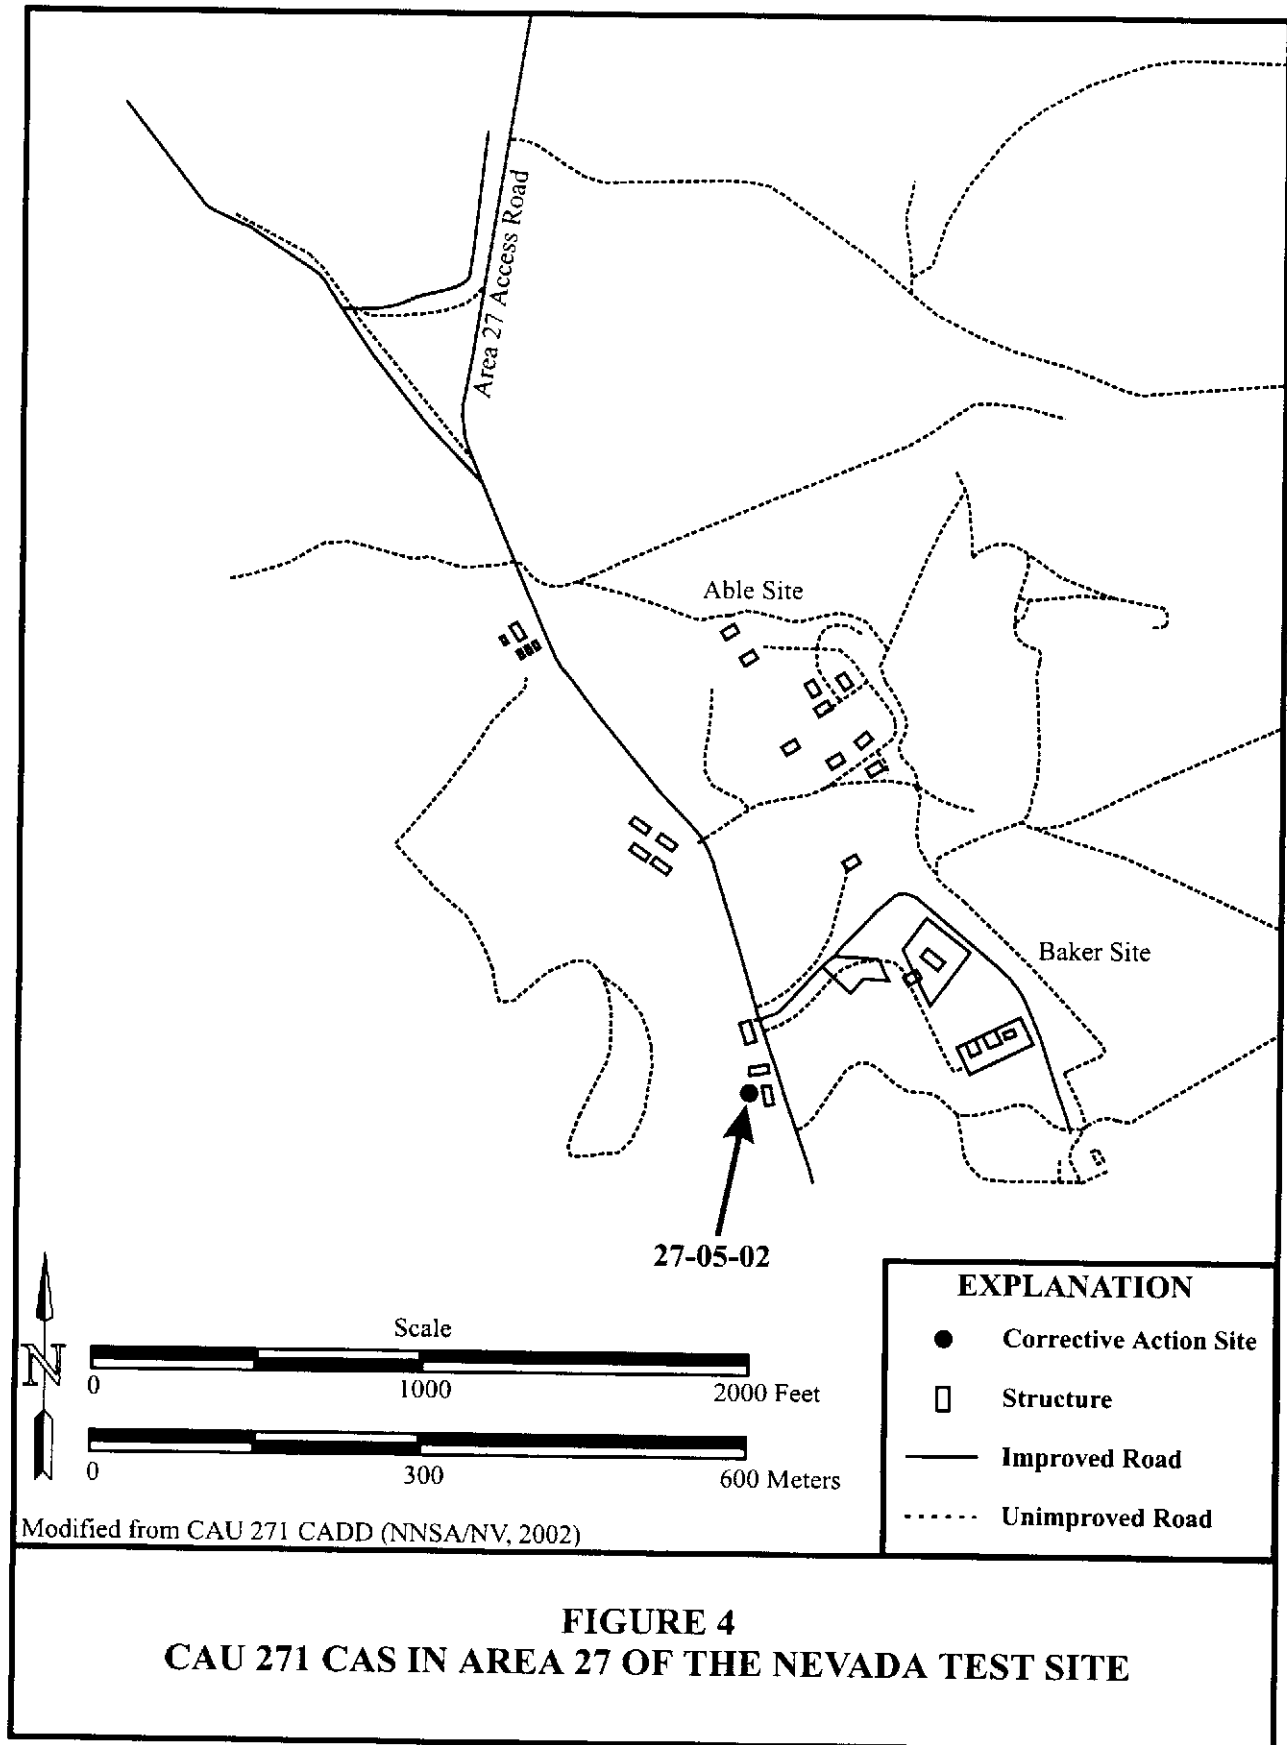 Area 27 Access Road
Able Site
Baker Site
27-05-02
N
Scale
0 1000 2000 Feet
0 300 600 Meters
Modified from CAU 271 CADD (NNSA/NV, 2002)
EXPLANATION
Corrective Action Site
Structure
Improved Road
Unimproved Road
FIGURE 4
CAU 271 CAS IN AREA 27 OF THE NEVADA TEST SITE